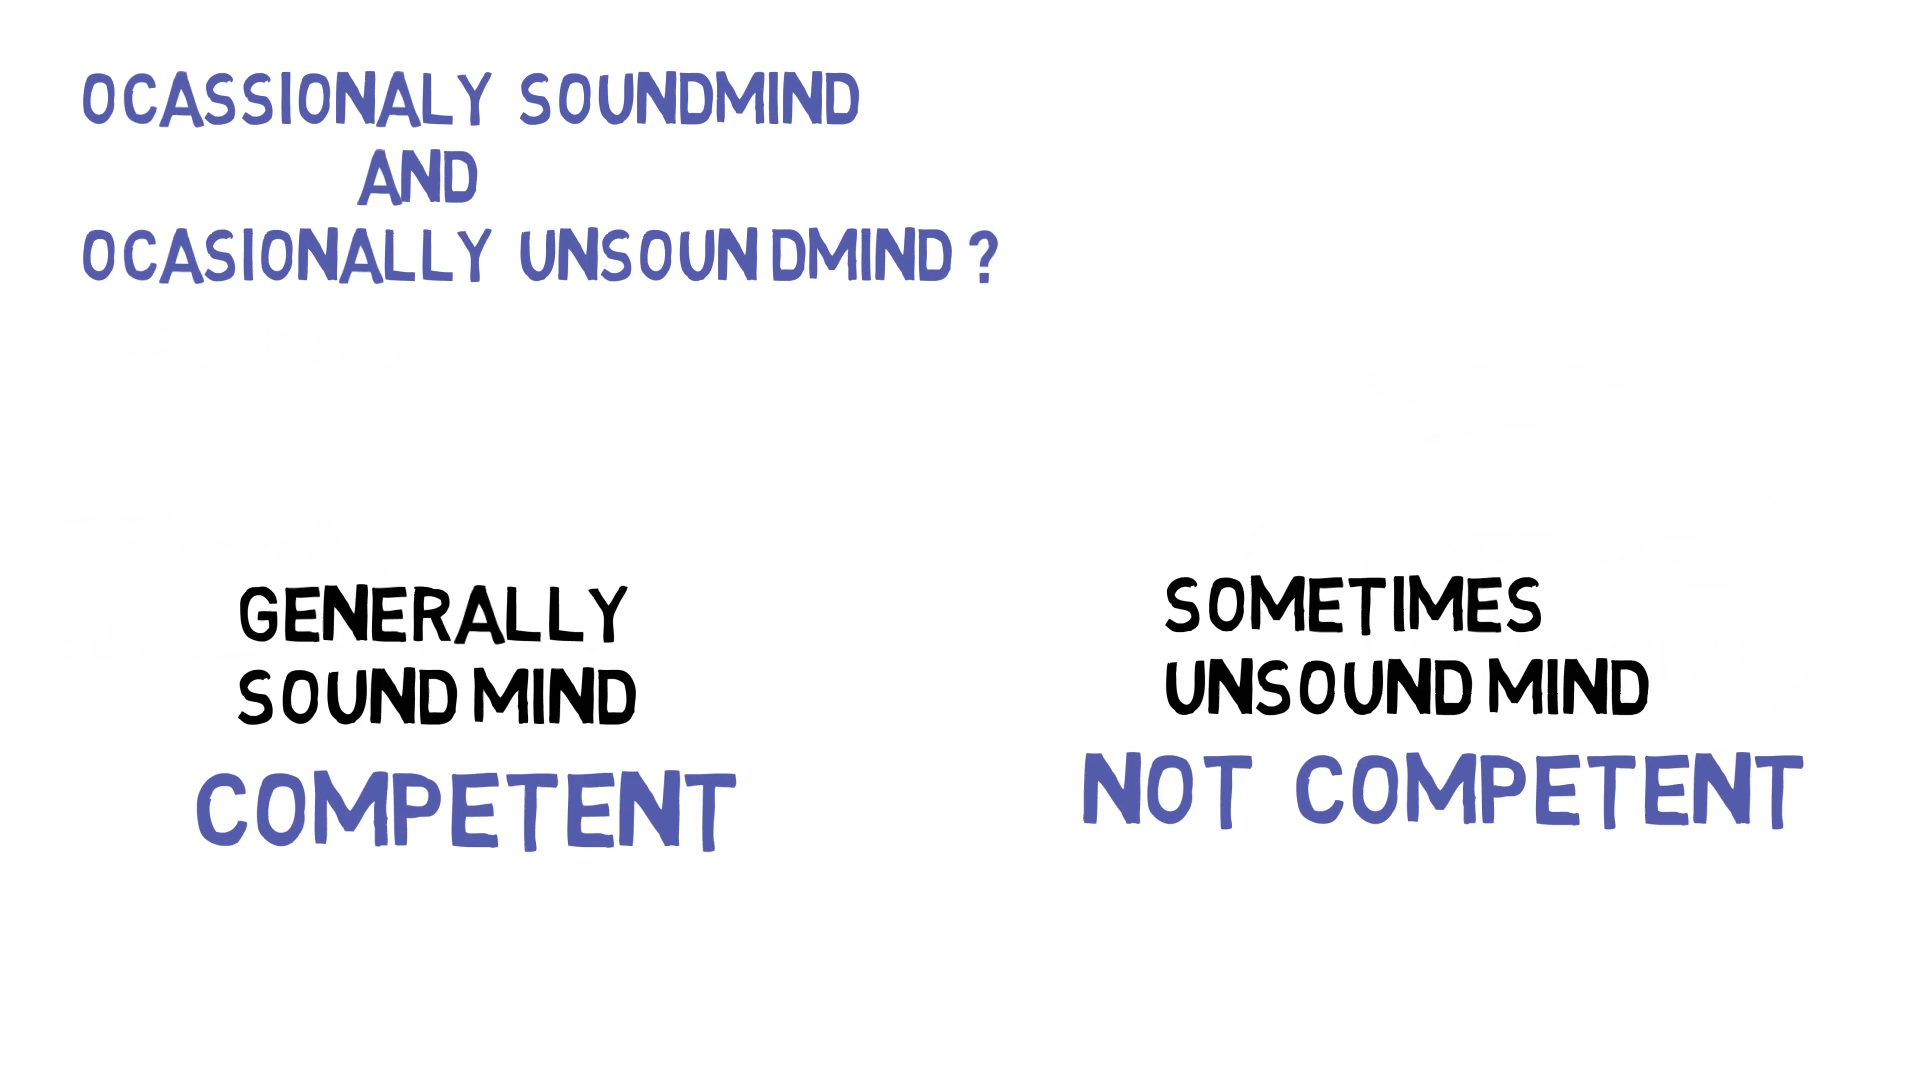 OCASSIONALY SOUNDMIND
AND
OCASIONALLY UNSOUNDMIND?
GENERALLY
SOUND MIND
COMPETENT
SOMETIMES
UNSOUND MIND
NOT COMPETENT